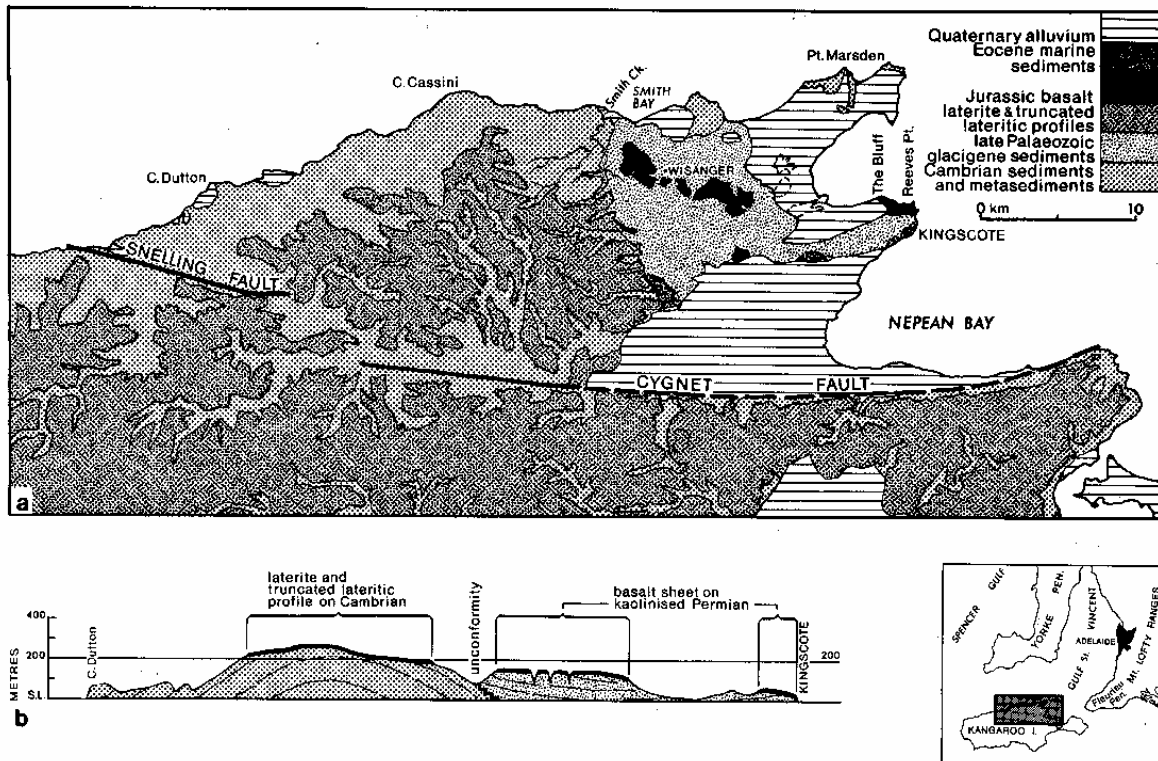 Quaternary alluvium
Eocene marine
sediments
Jurassic basalt
laterite & truncated
lateritic profiles
late Palaeozoic
glacigene sediments
Cambrian sediments
and metasediments
0 km 10
Pt. Marsden
C. Cassini
Smith Ck.
SMITH
BAY
WISANGER
The Bluff
Reeves Pt.
C. Dutton
KINGSCOTE
SNELLING FAULT
NEPEAN BAY
CYGNET FAULT
a
laterite and
truncated lateritic
profile on Cambrian
unconformity
basalt sheet on
kaolinised Permian
METRES
400
200
S.L.
C. Dutton
200
KINGSCOTE
b
SPENCER GULF
YORKE PEN.
GULF St. VINCENT
ADELAIDE
Mt. LOFTY RANGES
Fleurieu
Pen.
KANGAROO I.